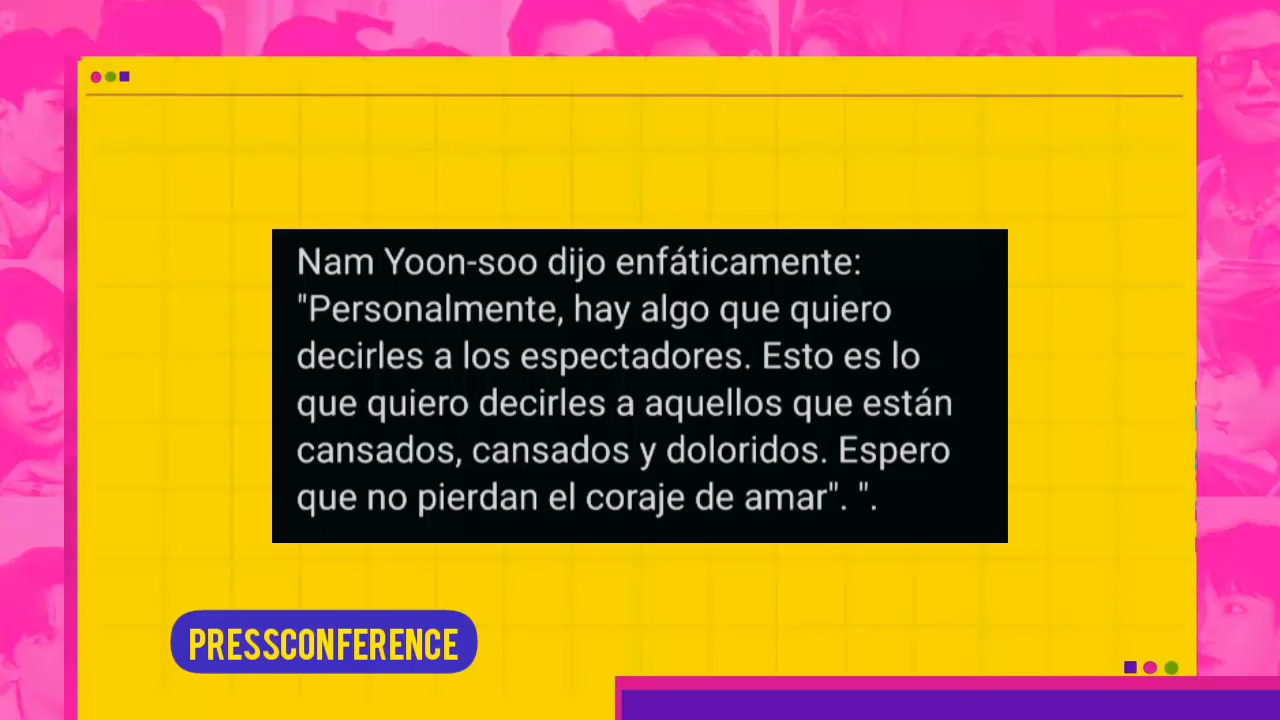 Nam Yoon-soo dijo enfáticamente:
"Personalmente, hay algo que quiero
decirles a los espectadores. Esto es lo
que quiero decirles a aquellos que están
cansados, cansados y doloridos. Espero
que no pierdan el coraje de amar". ".
PRESSCONFERENCE